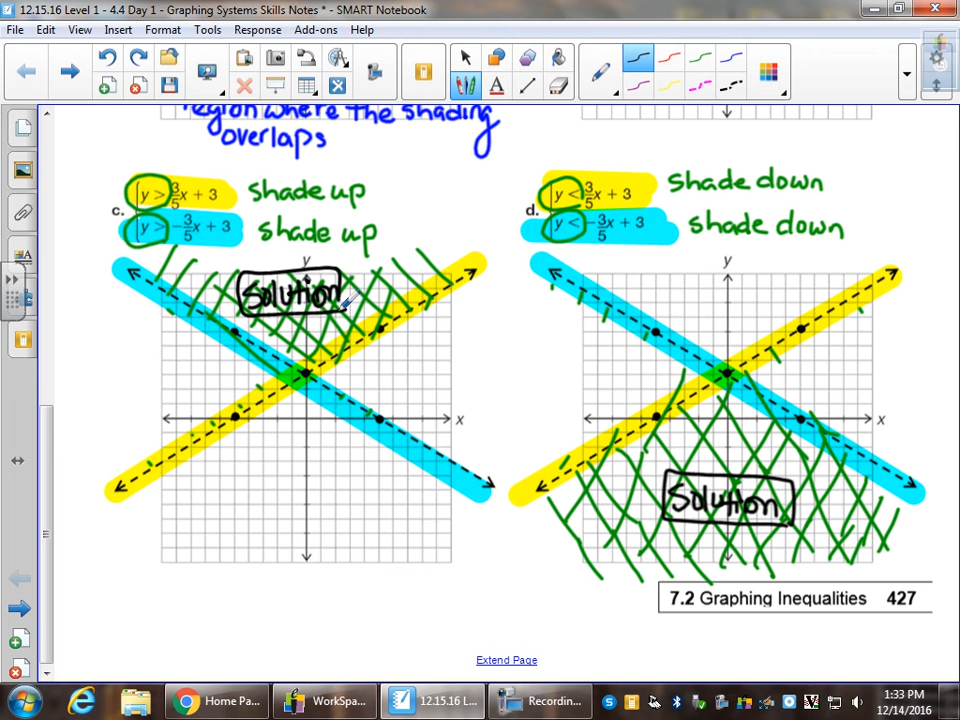 12.15.16 Level 1 - 4.4 Day 1 - Graphing Systems Skills Notes * - SMART Notebook
File Edit View Insert Format Tools Response Add-ons Help
region where the shading
overlaps
c. y > 3/5x + 3 shade up
y > -3/5x + 3 shade up
d. y < 3/5x + 3 shade down
y < -3/5x + 3 shade down
y
Solution
x
y
x
Solution
7.2 Graphing Inequalities 427
Extend Page
Home Pa...
WorkSpa...
12.15.16 L...
Recordin...
1:33 PM
12/14/2016